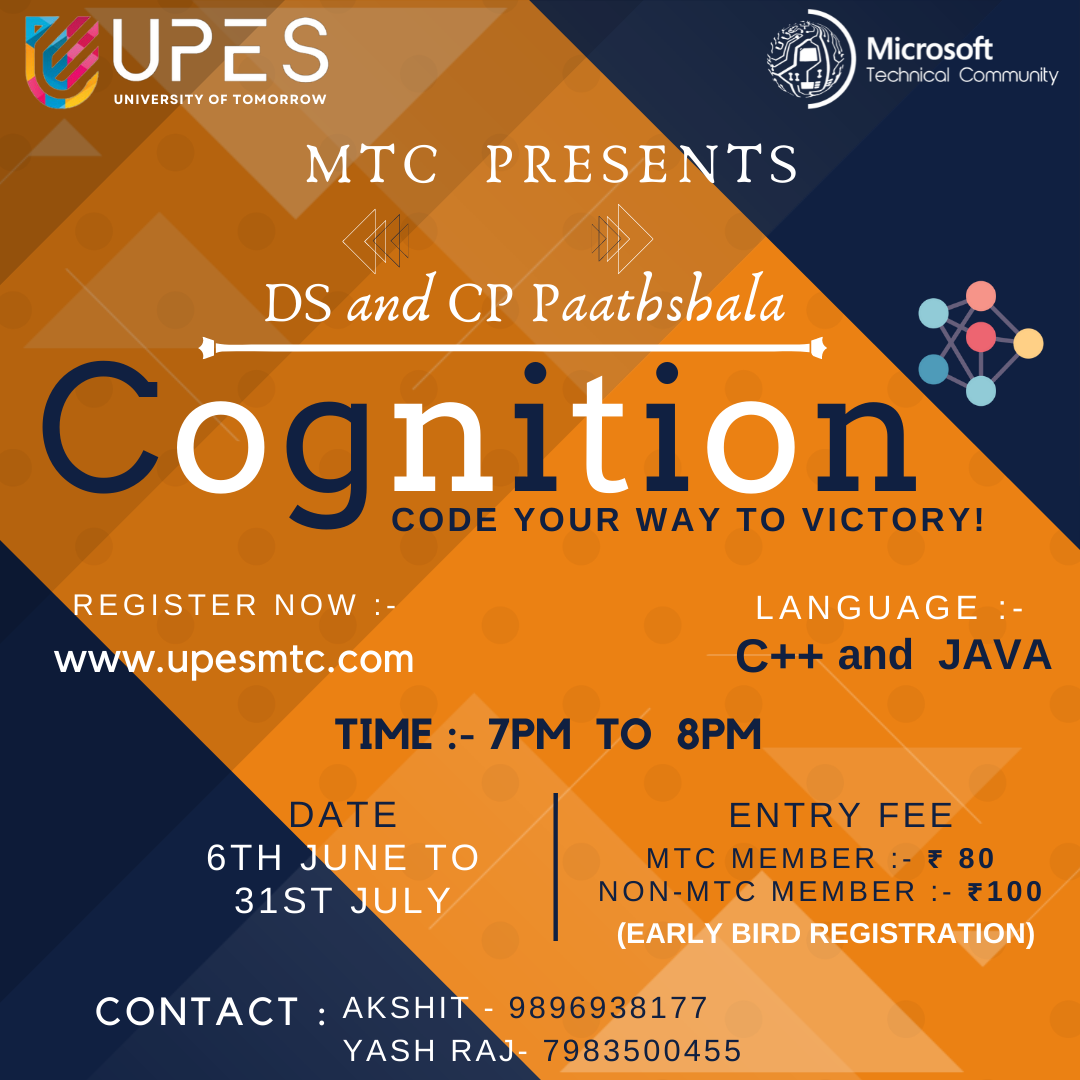 UPES
UNIVERSITY OF TOMORROW
Microsoft
Technical Community
MTC PRESENTS
DS and CP Paathshala
Cognition
CODE YOUR WAY TO VICTORY!
REGISTER NOW :-
www.upesmtc.com
LANGUAGE :-
C++ and JAVA
TIME :- 7PM TO 8PM
DATE
6TH JUNE TO
31ST JULY
ENTRY FEE
MTC MEMBER :- ₹ 80
NON-MTC MEMBER :- ₹100
(EARLY BIRD REGISTRATION)
CONTACT : AKSHIT - 9896938177
YASH RAJ- 7983500455